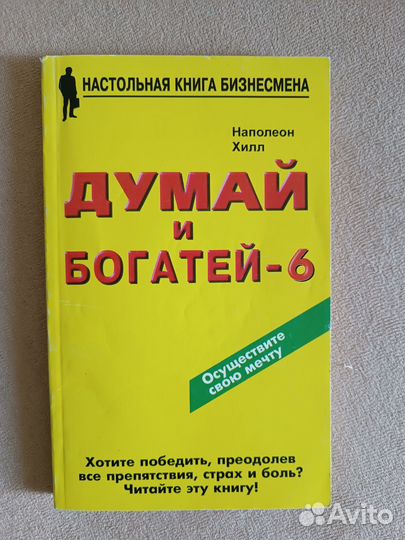 НАСТОЛЬНАЯ КНИГА БИЗНЕСМЕНА
Наполеон
Хилл
ДУМАЙ
и
БОГАТЕЙ-6
Осуществите
свою мечту
Хотите победить, преодолев
все препятствия, страх и боль?
Читайте эту книгу!
Avito